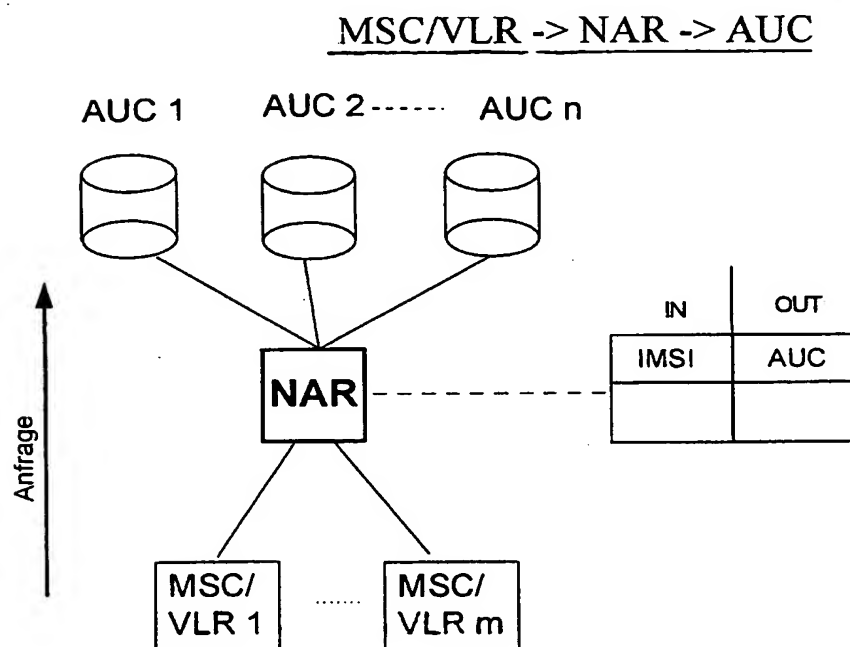 MSC/VLR -> NAR -> AUC
AUC 1 AUC 2 ------ AUC n
IN OUT
IMSI AUC
NAR
Anfrage
MSC/ ...... MSC/
VLR 1 VLR m